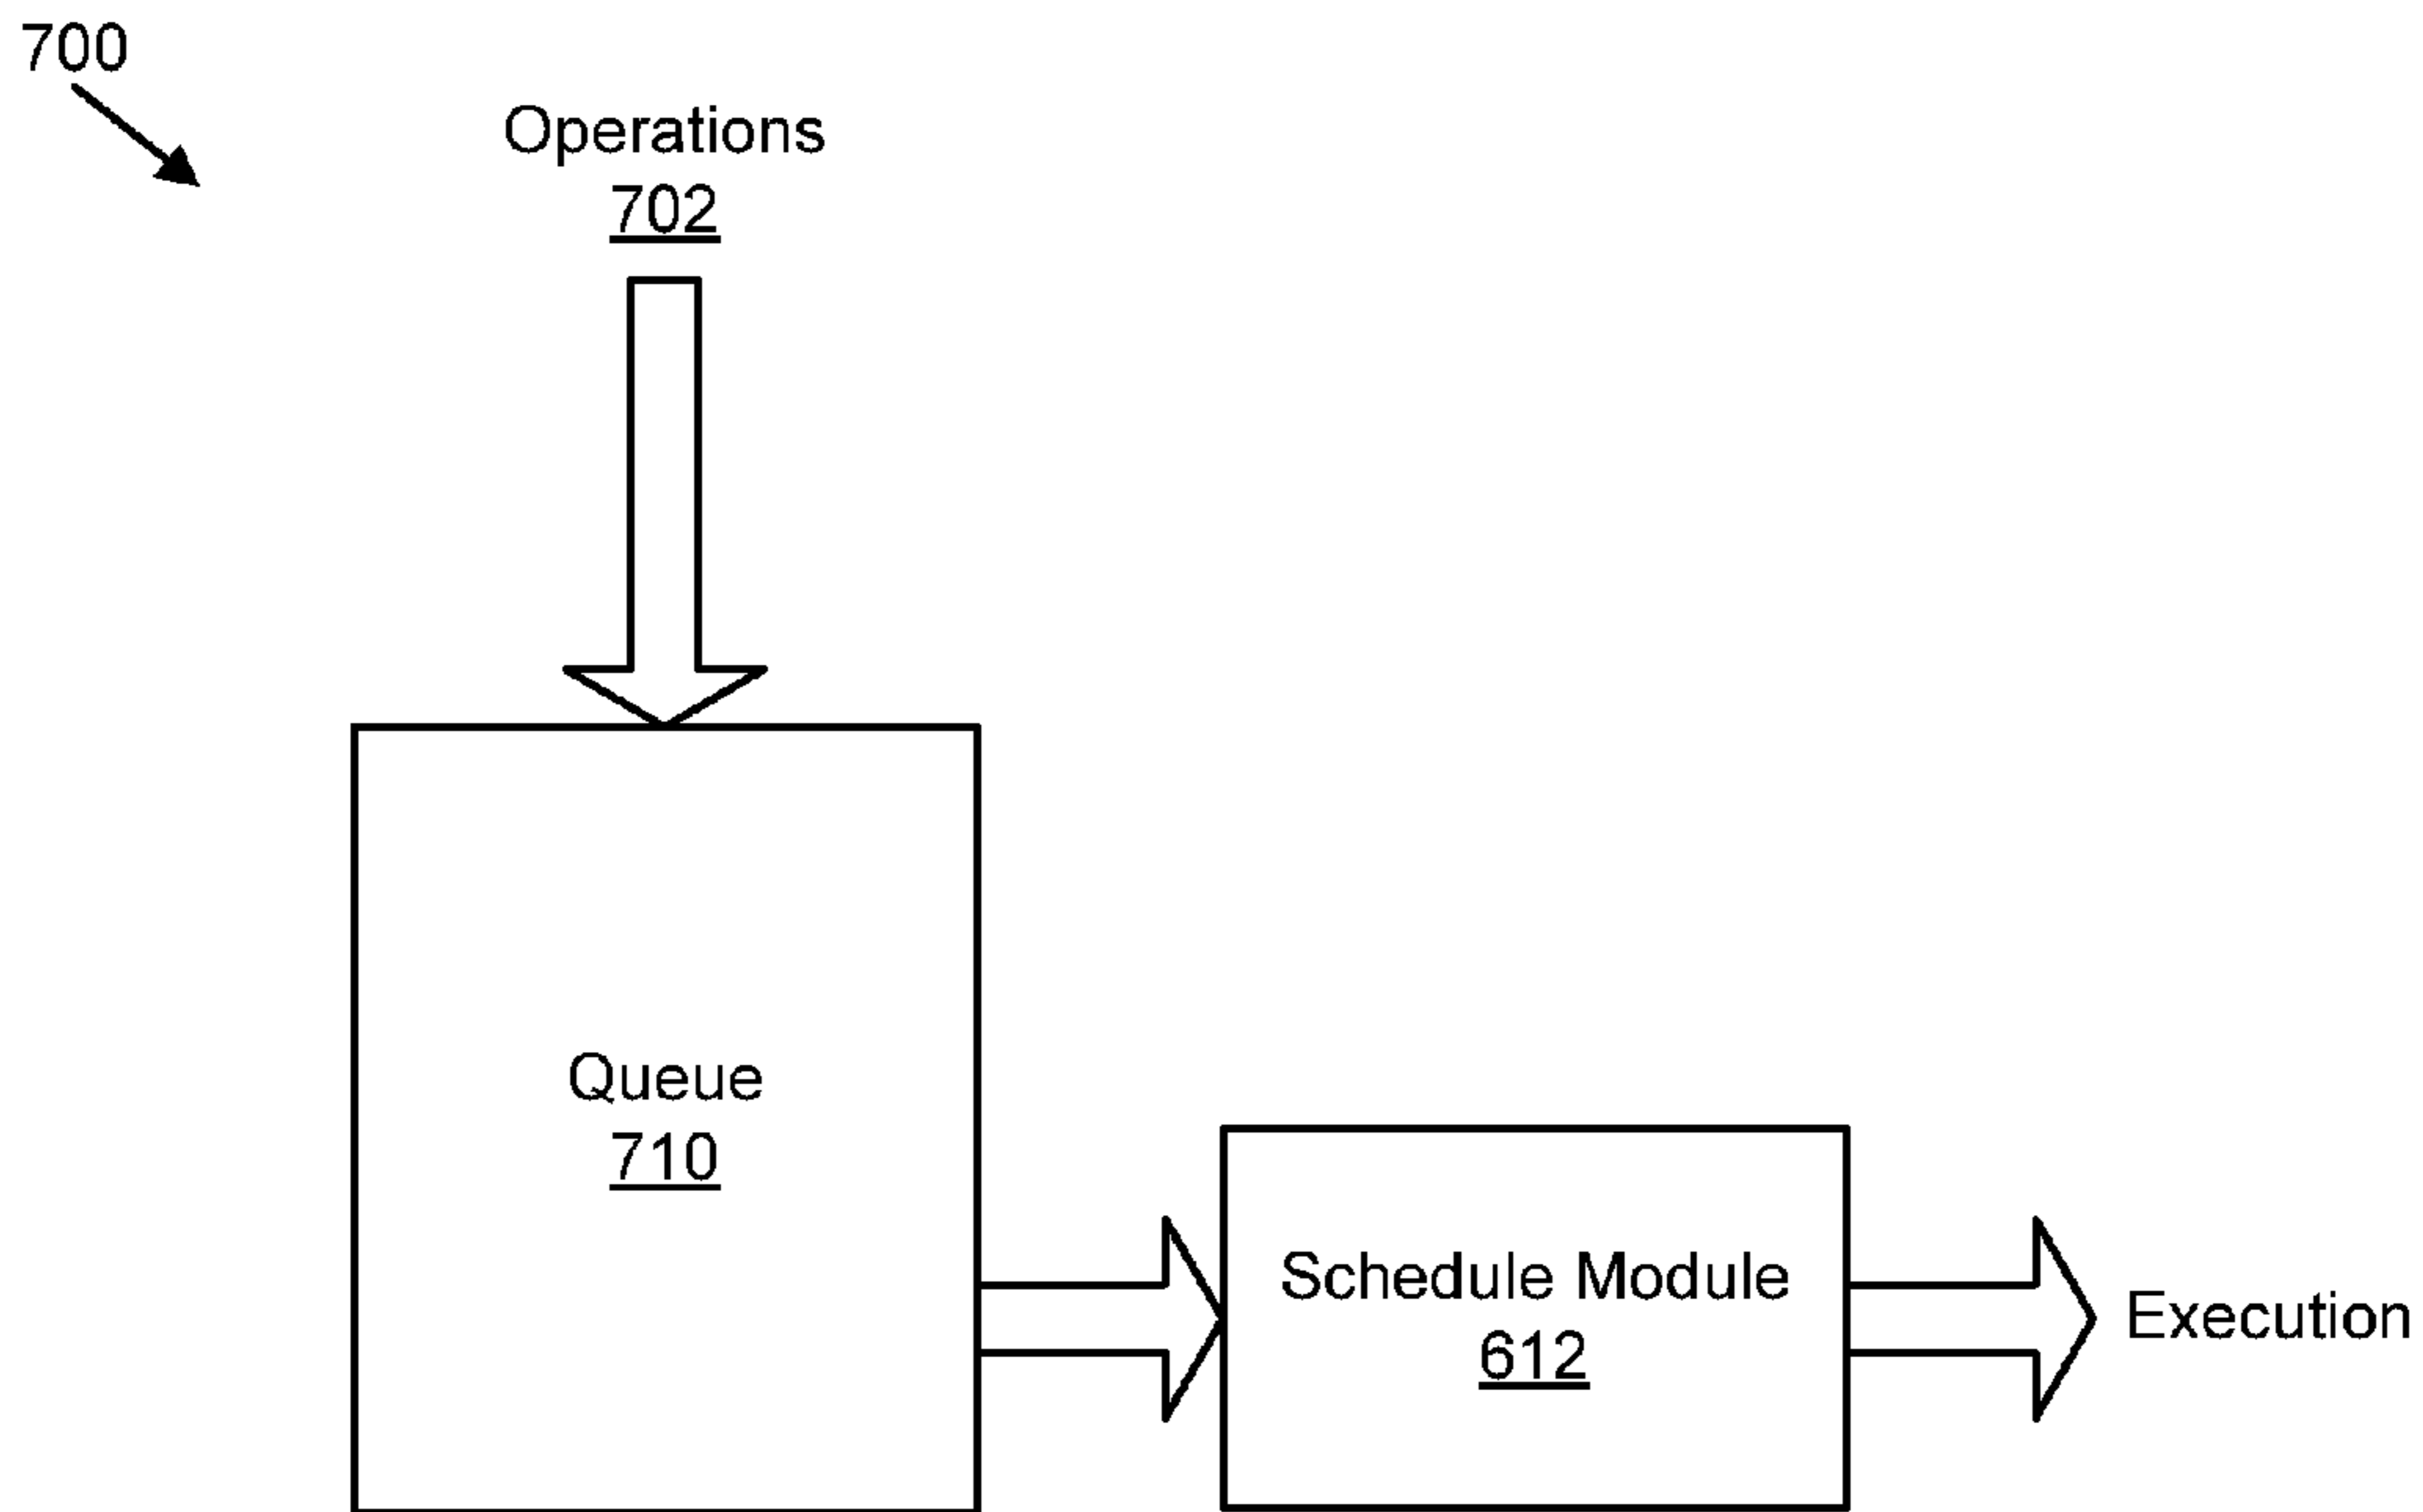 700
Operations
702
Queue
710
Schedule Module
612
Execution